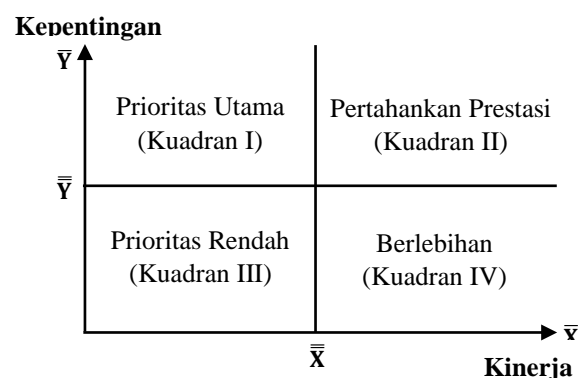 Kepentingan
Y̅
Prioritas Utama
(Kuadran I)
Pertahankan Prestasi
(Kuadran II)
Y̿
Prioritas Rendah
(Kuadran III)
Berlebihan
(Kuadran IV)
X̿
X̅
Kinerja